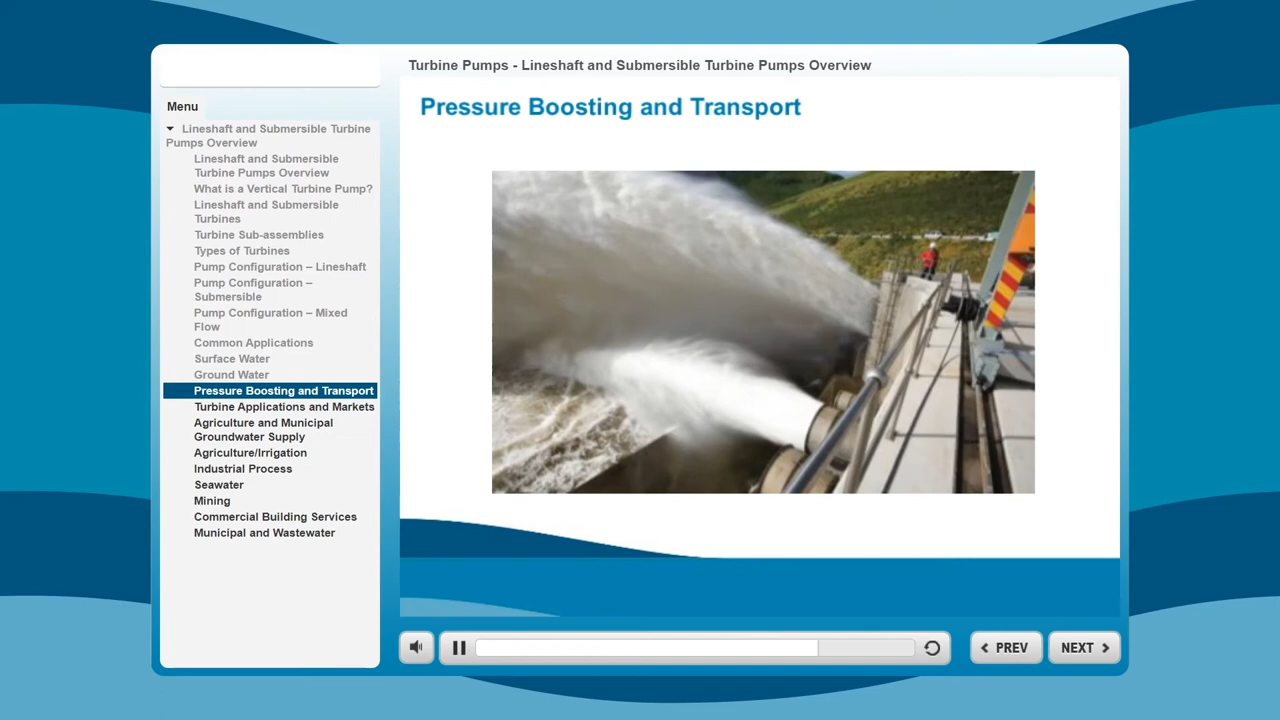 Turbine Pumps - Lineshaft and Submersible Turbine Pumps Overview
Menu
Lineshaft and Submersible Turbine
Pumps Overview
Lineshaft and Submersible
Turbine Pumps Overview
What is a Vertical Turbine Pump?
Lineshaft and Submersible
Turbines
Turbine Sub-assemblies
Types of Turbines
Pump Configuration – Lineshaft
Pump Configuration –
Submersible
Pump Configuration – Mixed
Flow
Common Applications
Surface Water
Ground Water
Pressure Boosting and Transport
Turbine Applications and Markets
Agriculture and Municipal
Groundwater Supply
Agriculture/Irrigation
Industrial Process
Seawater
Mining
Commercial Building Services
Municipal and Wastewater
Pressure Boosting and Transport
PREV
NEXT